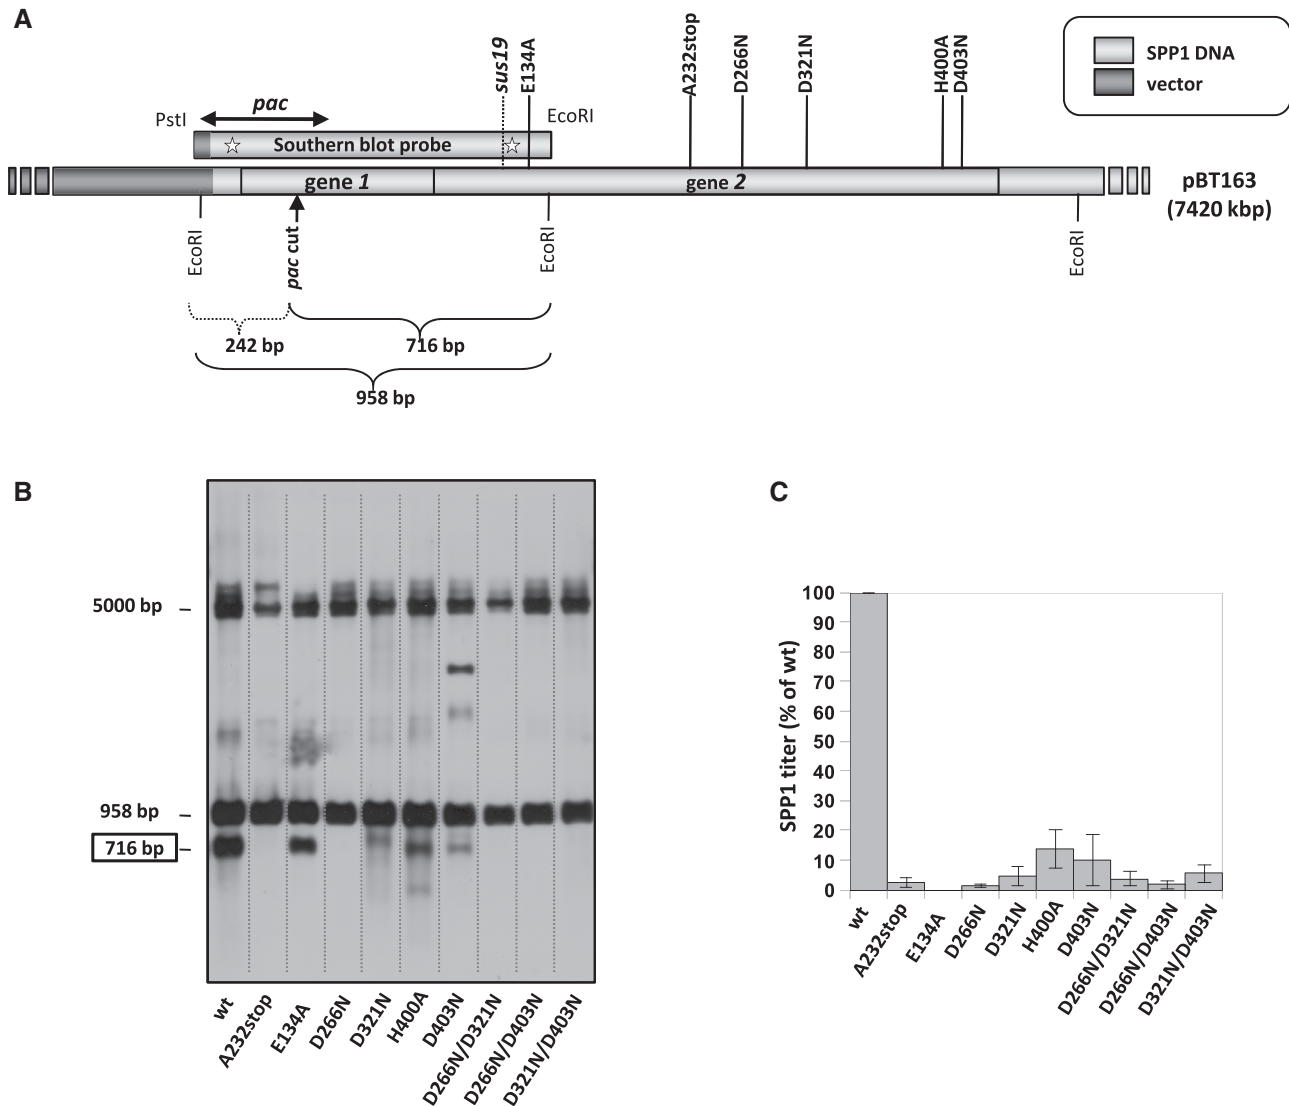 A
sus19
E134A
A232stop
D266N
D321N
H400A
D403N
SPP1 DNA
vector
pac
PstI
EcoRI
Southern blot probe
gene 1
gene 2
pBT163
(7420 kbp)
EcoRI
pac cut
EcoRI
EcoRI
242 bp
716 bp
958 bp
B
5000 bp
958 bp
716 bp
wt
A232stop
E134A
D266N
D321N
H400A
D403N
D266N/D321N
D266N/D403N
D321N/D403N
C
SPP1 titer (% of wt)
100
90
80
70
60
50
40
30
20
10
0
wt
A232stop
E134A
D266N
D321N
H400A
D403N
D266N/D321N
D266N/D403N
D321N/D403N